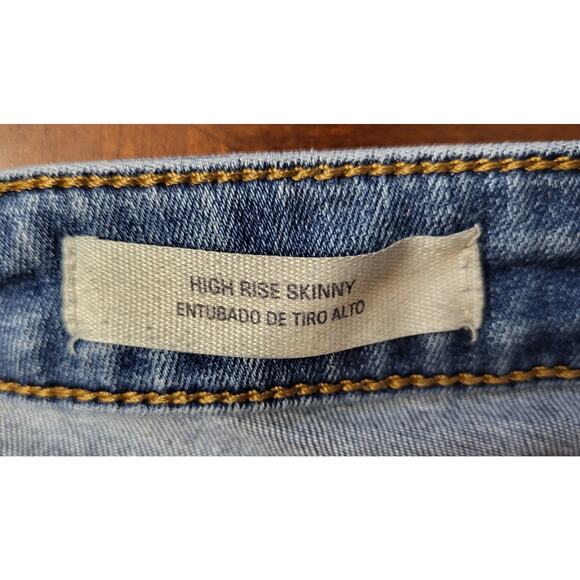 HIGH RISE SKINNY
ENTUBADO DE TIRO ALTO